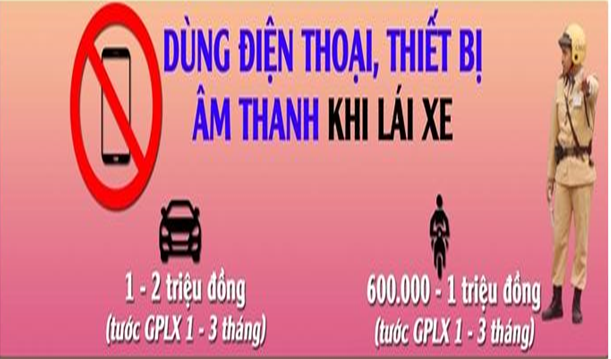 DÙNG ĐIỆN THOẠI, THIẾT BỊ
ÂM THANH KHI LÁI XE
1 - 2 triệu đồng
(tước GPLX 1 - 3 tháng)
600.000 - 1 triệu đồng
(tước GPLX 1 - 3 tháng)